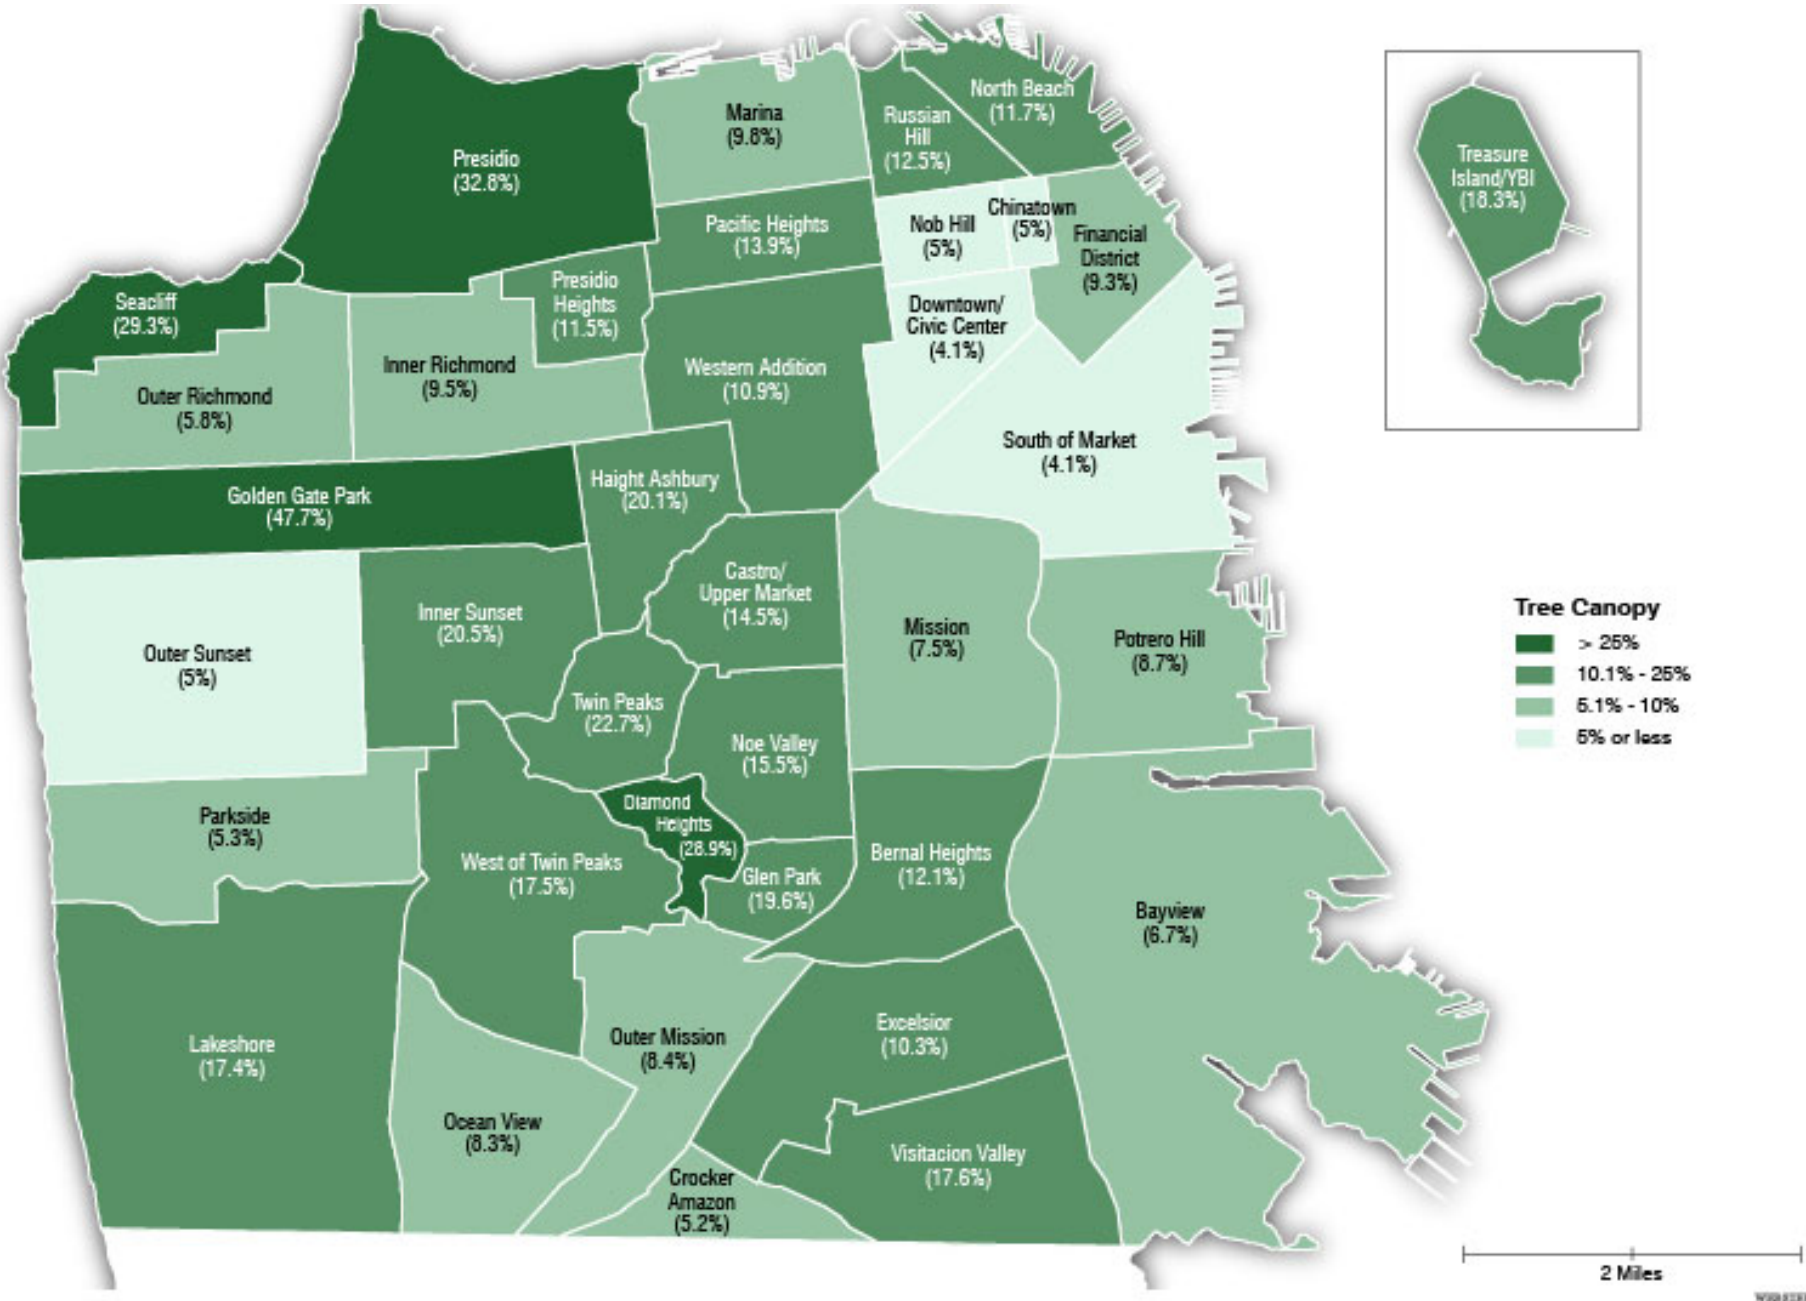 Presidio
(32.8%)
Marina
(9.8%)
Russian
Hill
(12.5%)
North Beach
(11.7%)
Pacific Heights
(13.9%)
Nob Hill
(5%)
Chinatown
(5%)
Financial
District
(9.3%)
Seacliff
(29.3%)
Presidio
Heights
(11.5%)
Downtown/
Civic Center
(4.1%)
Outer Richmond
(5.8%)
Inner Richmond
(9.5%)
Western Addition
(10.9%)
South of Market
(4.1%)
Golden Gate Park
(47.7%)
Haight Ashbury
(20.1%)
Castro/
Upper Market
(14.5%)
Outer Sunset
(5%)
Inner Sunset
(20.5%)
Mission
(7.5%)
Potrero Hill
(8.7%)
Twin Peaks
(22.7%)
Noe Valley
(15.5%)
Parkside
(5.3%)
Diamond
Heights
(28.9%)
West of Twin Peaks
(17.5%)
Glen Park
(19.6%)
Bernal Heights
(12.1%)
Bayview
(6.7%)
Lakeshore
(17.4%)
Outer Mission
(8.4%)
Excelsior
(10.3%)
Ocean View
(8.3%)
Crocker
Amazon
(5.2%)
Visitacion Valley
(17.6%)
Treasure
Island/YBI
(18.3%)
Tree Canopy
> 25%
10.1% - 25%
5.1% - 10%
5% or less
2 Miles